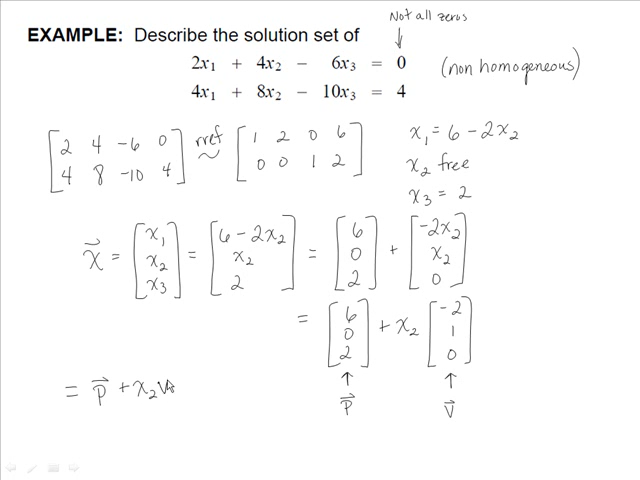 Not all zeros
EXAMPLE: Describe the solution set of
2x₁ + 4x₂ − 6x₃ = 0 (nonhomogeneous)
4x₁ + 8x₂ − 10x₃ = 4
[2 4 -6 0; 4 8 -10 4] rref ~ [1 2 0 6; 0 0 1 2]
x₁ = 6 - 2x₂
x₂ free
x₃ = 2
x⃗ = [x₁; x₂; x₃] = [6 - 2x₂; x₂; 2] = [6; 0; 2] + [-2x₂; x₂; 0]
= [6; 0; 2] + x₂ [-2; 1; 0]
↑ ↑
p⃗ v⃗
= p⃗ + x₂